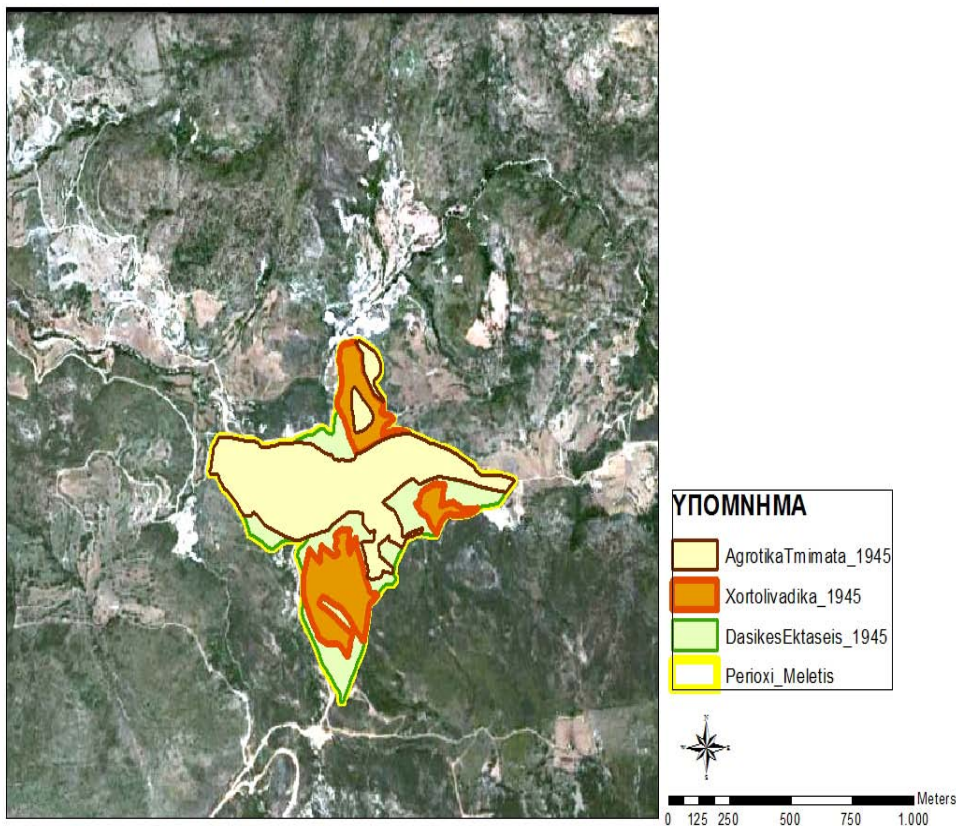 ΥΠΟΜΝΗΜΑ
AgrotikaTmimata_1945
Xortolivadika_1945
DasikesEktaseis_1945
Perioxi_Meletis
N
W E
S
Meters
0 125 250 500 750 1.000